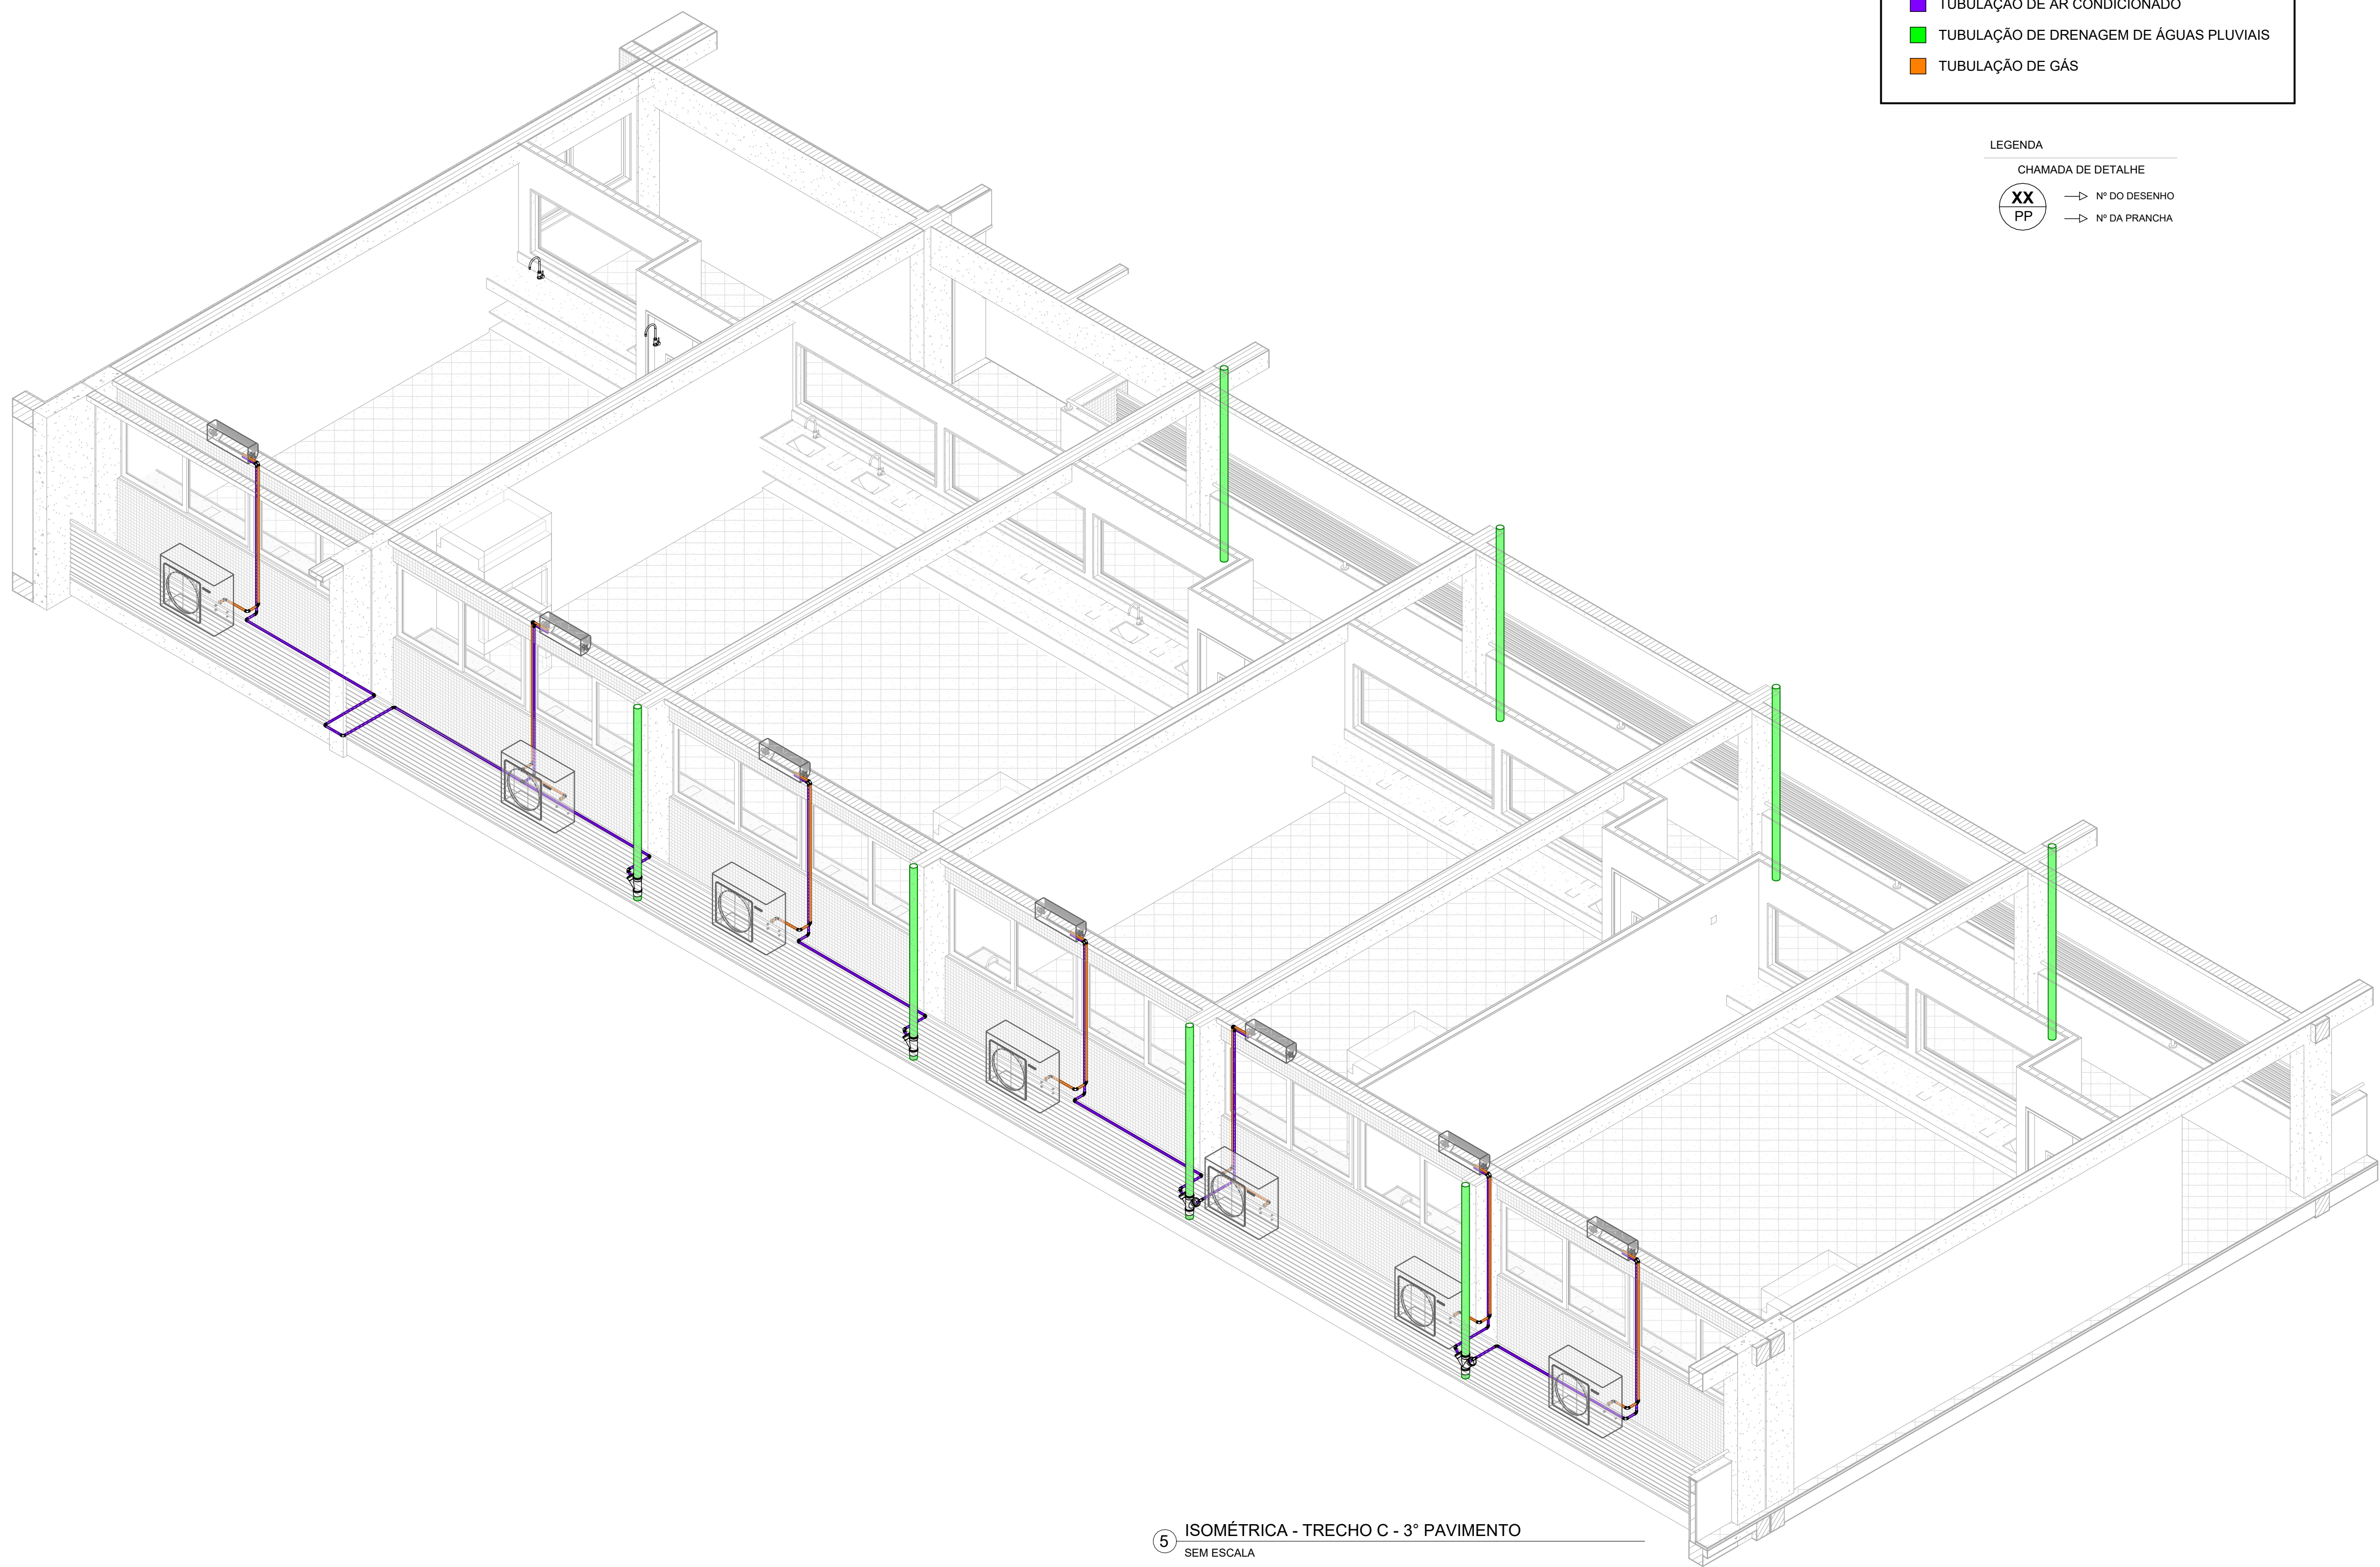 TUBULAÇÃO DE AR CONDICIONADO
TUBULAÇÃO DE DRENAGEM DE ÁGUAS PLUVIAIS
TUBULAÇÃO DE GÁS
LEGENDA
CHAMADA DE DETALHE
XX
PP
Nº DO DESENHO
Nº DA PRANCHA
5
ISOMÉTRICA - TRECHO C - 3° PAVIMENTO
SEM ESCALA